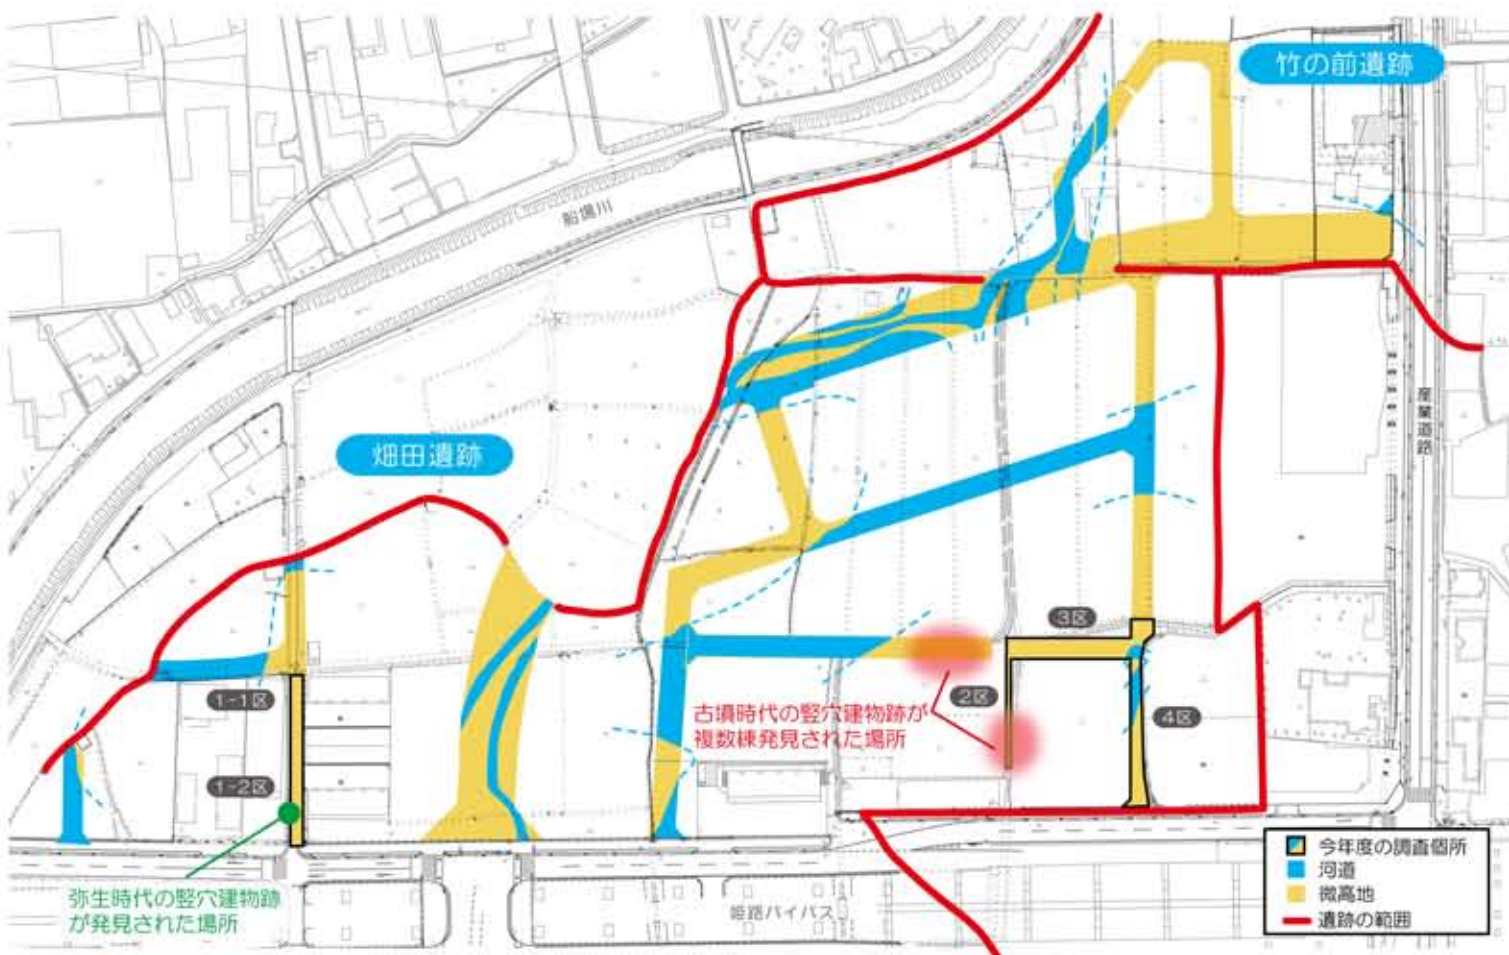 竹の前遺跡
船場川
産業道路
畑田遺跡
3区
1-1区
2区
4区
古墳時代の竪穴建物跡が
複数練発見された場所
1-2区
弥生時代の竪穴建物跡
が発見された場所
姫路バイパス
今年度の調査個所
河道
微高地
遺跡の範囲